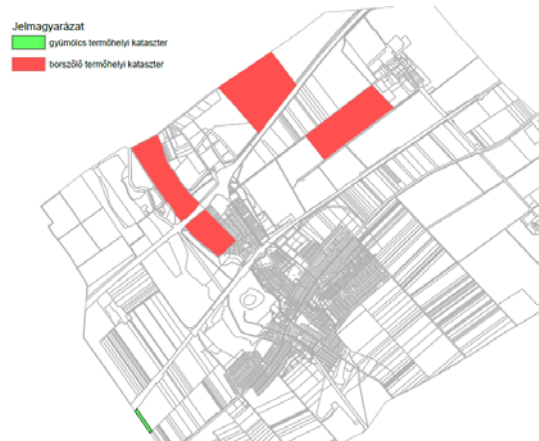 Jelmagyarázat
gyümölcs termőhelyi kataszter
borszőlő termőhelyi kataszter